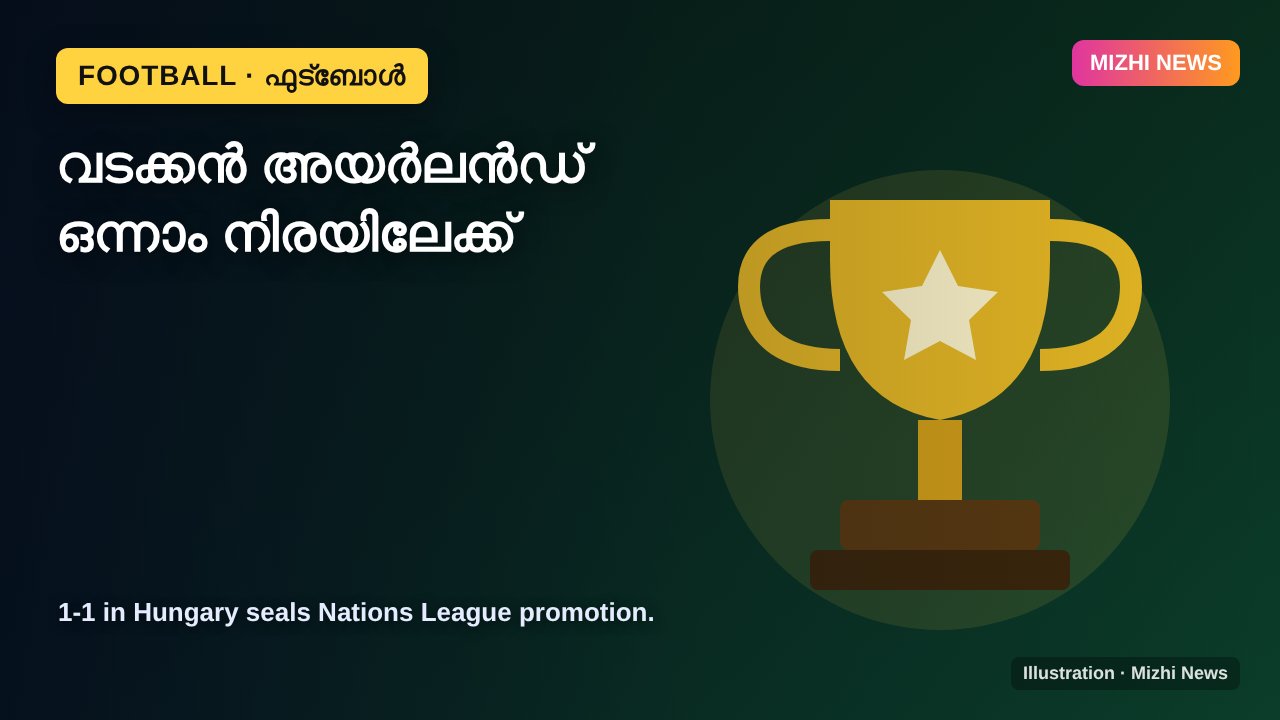 FOOTBALL · ഫുട്ബോൾ
MIZHI NEWS
വടക്കൻ അയർലൻഡ്
ഒന്നാം നിരയിലേക്ക്
1-1 in Hungary seals Nations League promotion.
Illustration · Mizhi News